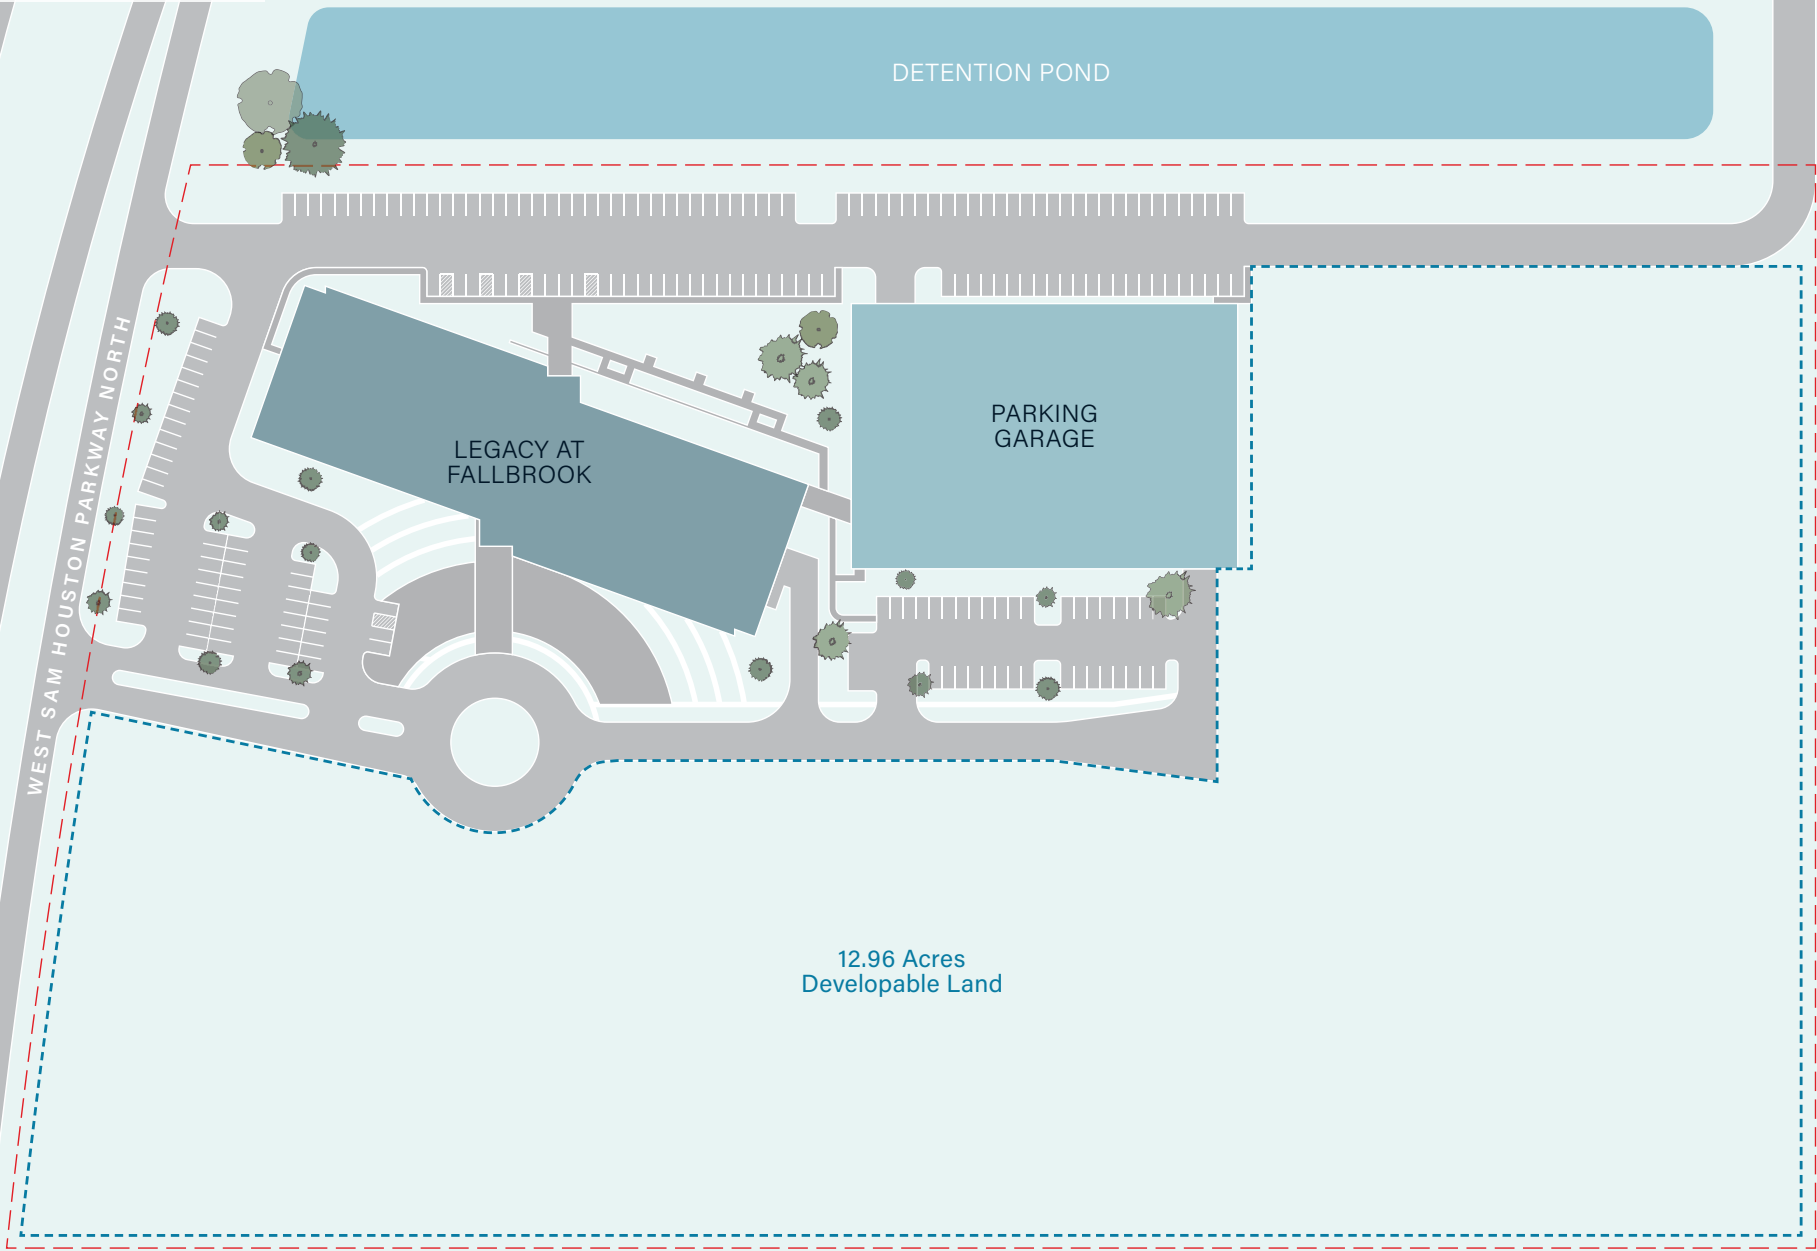 DETENTION POND
PARKING
GARAGE
LEGACY AT
FALLBROOK
WEST SAM HOUSTON PARKWAY NORTH
12.96 Acres
Developable Land